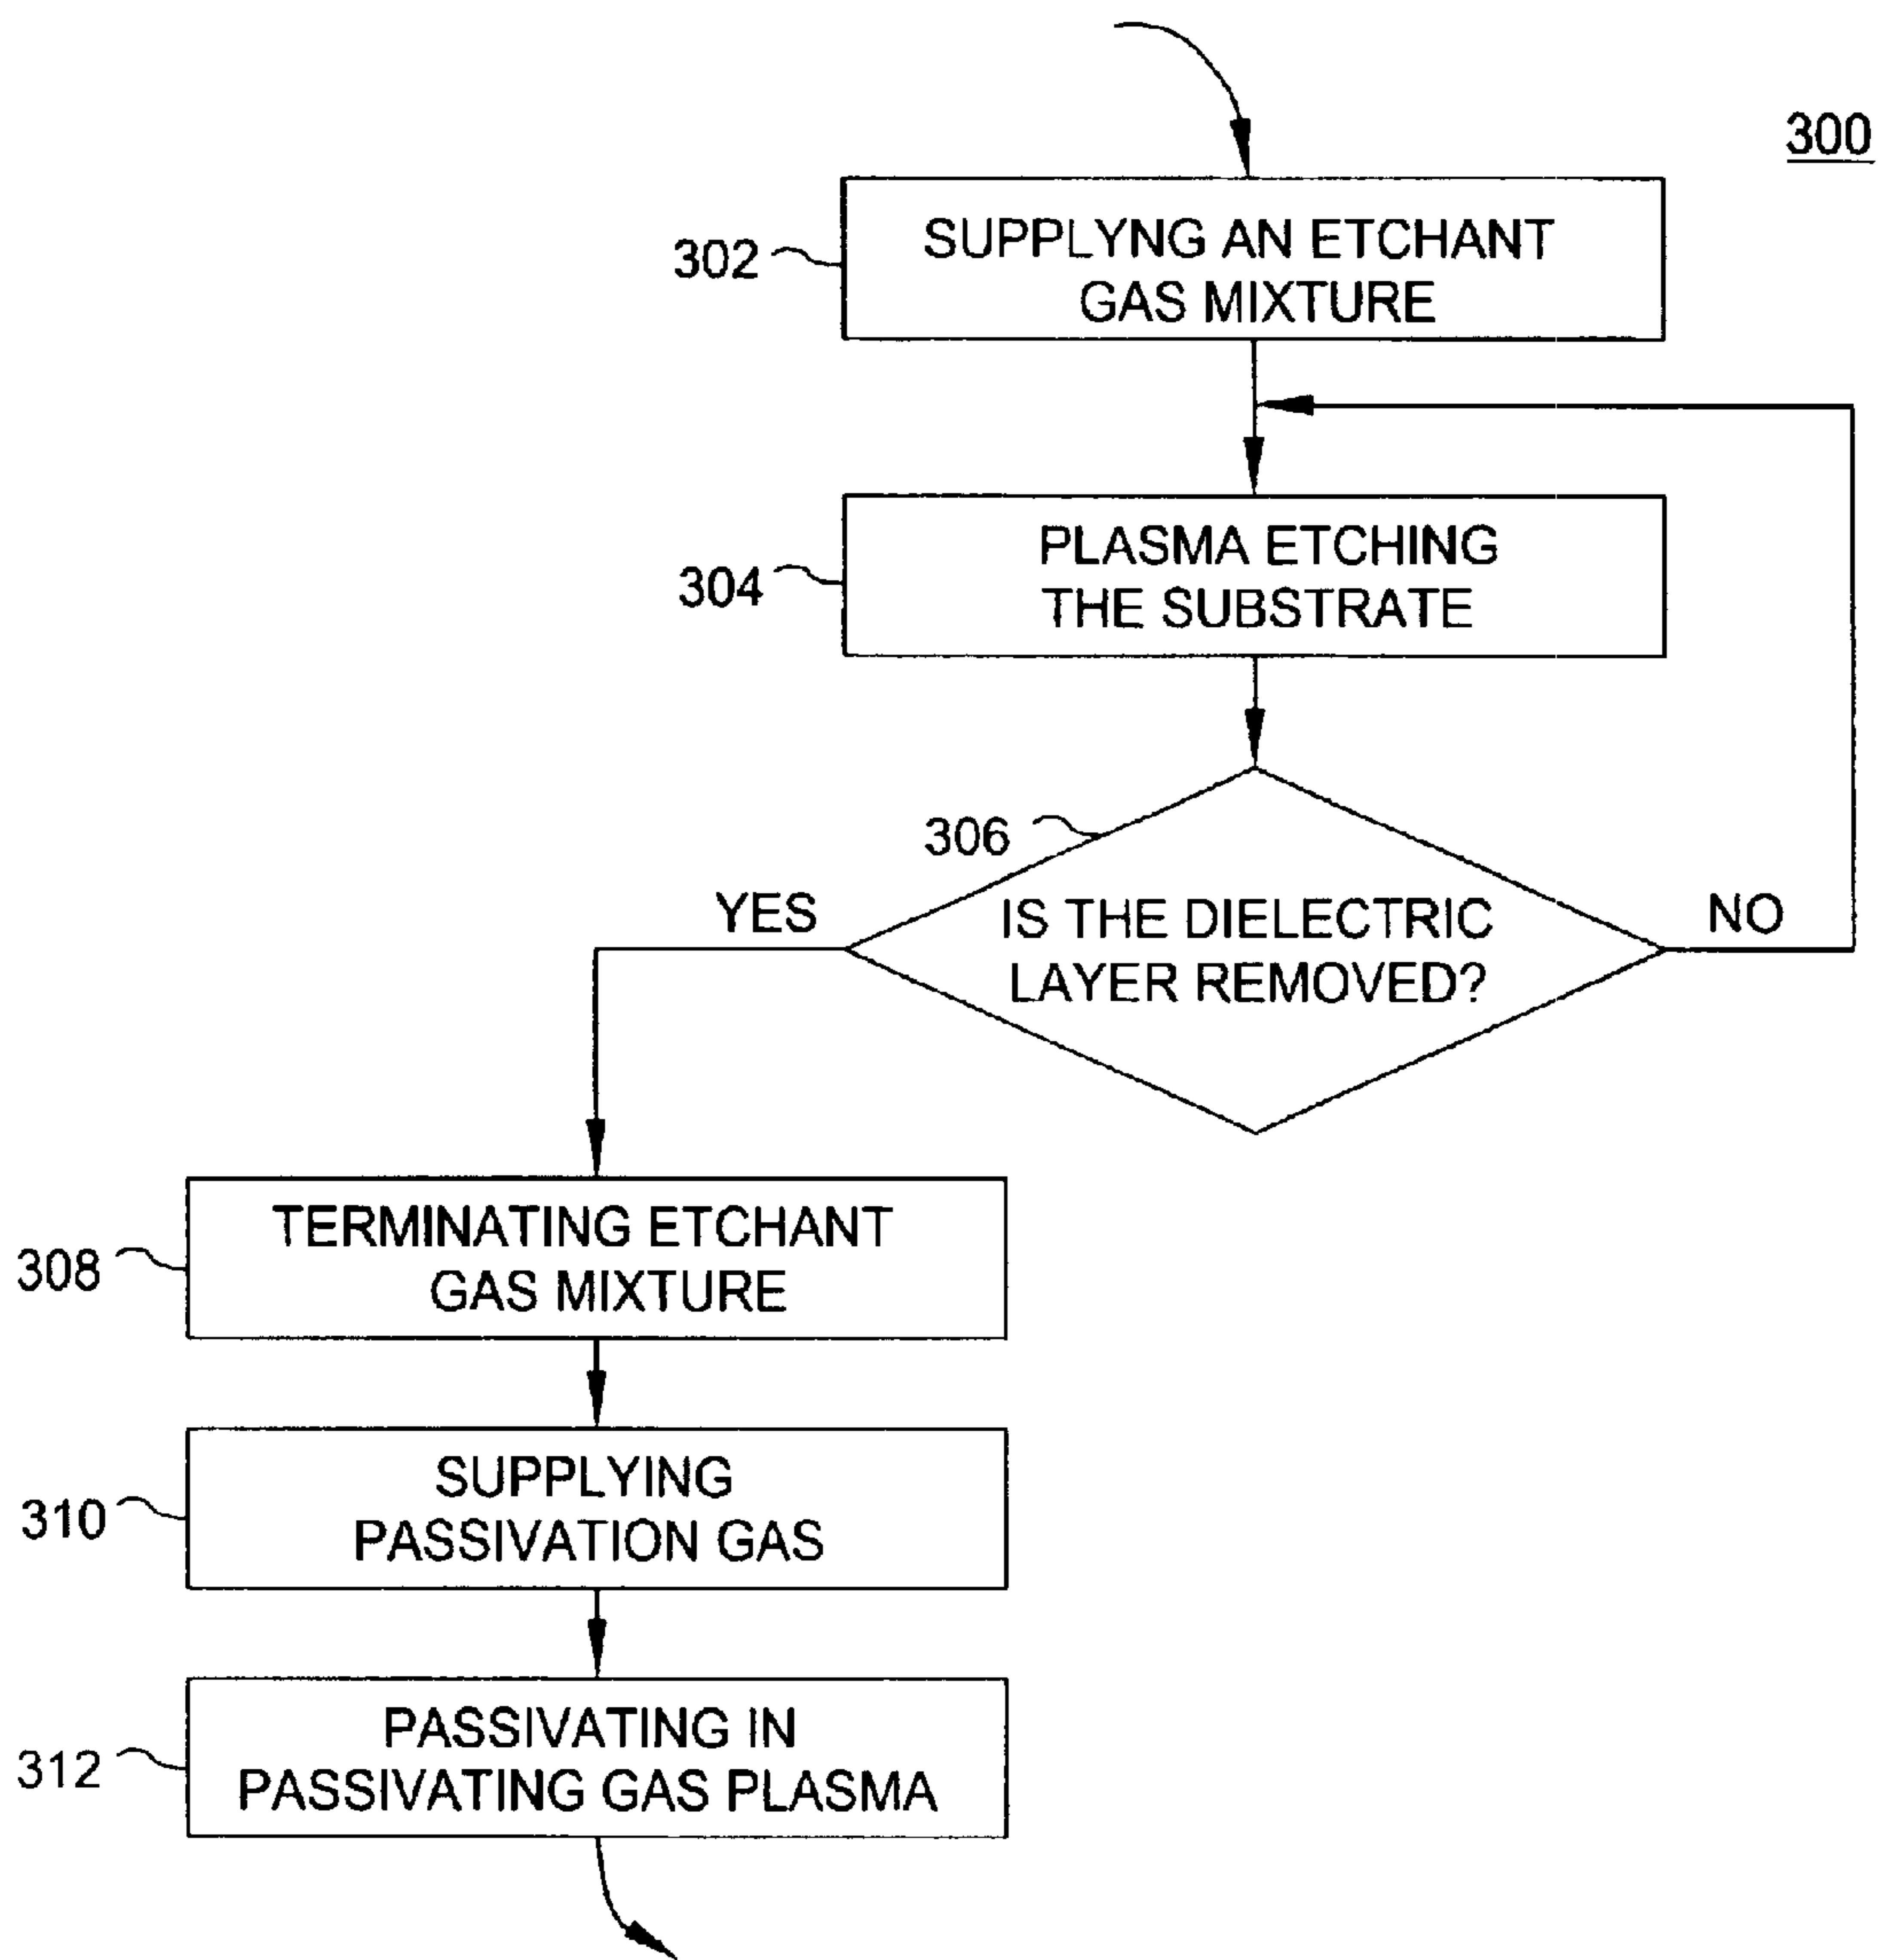 300
302
SUPPLYNG AN ETCHANT
GAS MIXTURE
304
PLASMA ETCHING
THE SUBSTRATE
306
YES
IS THE DIELECTRIC
LAYER REMOVED?
NO
308
TERMINATING ETCHANT
GAS MIXTURE
310
SUPPLYING
PASSIVATION GAS
312
PASSIVATING IN
PASSIVATING GAS PLASMA